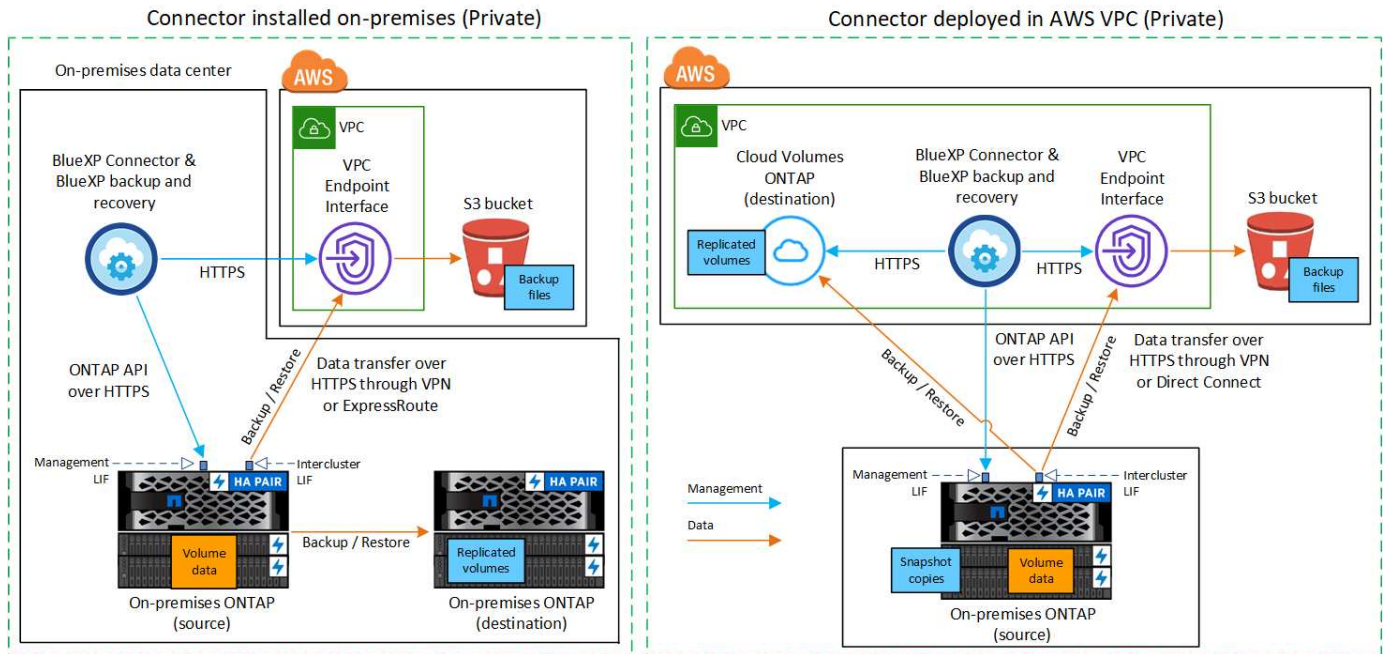 Connector installed on-premises (Private)
On-premises data center
AWS
VPC
BlueXP Connector &
BlueXP backup and
recovery
VPC
Endpoint
Interface
S3 bucket
Backup
files
HTTPS
ONTAP API
over HTTPS
Backup / Restore
Data transfer over
HTTPS through VPN
or ExpressRoute
Management
LIF
Intercluster
LIF
HA PAIR
HA PAIR
Volume
data
Backup / Restore
Replicated
volumes
On-premises ONTAP
(source)
On-premises ONTAP
(destination)
Connector deployed in AWS VPC (Private)
AWS
VPC
Cloud Volumes
ONTAP
(destination)
BlueXP Connector &
BlueXP backup and
recovery
VPC
Endpoint
Interface
S3 bucket
Replicated
volumes
HTTPS
HTTPS
Backup
files
Backup / Restore
ONTAP API
over HTTPS
Backup / Restore
Data transfer over
HTTPS through VPN
or Direct Connect
Management
LIF
Intercluster
LIF
HA PAIR
Management
Data
Snapshot
copies
Volume
data
On-premises ONTAP
(source)